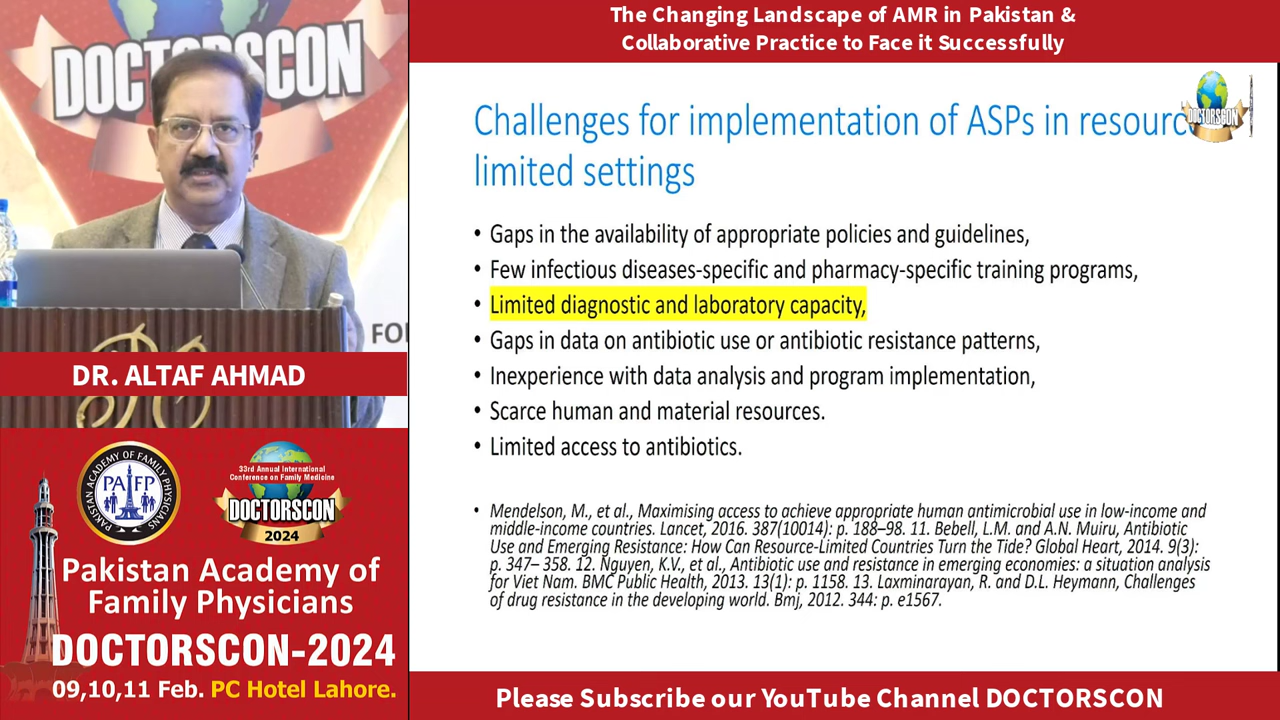 The Changing Landscape of AMR in Pakistan &
Collaborative Practice to Face it Successfully
DOCTORSCON
DOCTORSCON
Challenges for implementation of ASPs in resourc
limited settings
• Gaps in the availability of appropriate policies and guidelines,
• Few infectious diseases-specific and pharmacy-specific training programs,
• Limited diagnostic and laboratory capacity,
• Gaps in data on antibiotic use or antibiotic resistance patterns,
• Inexperience with data analysis and program implementation,
• Scarce human and material resources.
• Limited access to antibiotics.
• Mendelson, M., et al., Maximising access to achieve appropriate human antimicrobial use in low-income and
middle-income countries. Lancet, 2016. 387(10014): p. 188–98. 11. Bebell, L.M. and A.N. Muiru, Antibiotic
Use and Emerging Resistance: How Can Resource-Limited Countries Turn the Tide? Global Heart, 2014. 9(3):
p. 347– 358. 12. Nguyen, K.V., et al., Antibiotic use and resistance in emerging economies: a situation analysis
for Viet Nam. BMC Public Health, 2013. 13(1): p. 1158. 13. Laxminarayan, R. and D.L. Heymann, Challenges
of drug resistance in the developing world. Bmj, 2012. 344: p. e1567.
FO
DR. ALTAF AHMAD
PAKISTAN ACADEMY OF FAMILY PHYSICIANS
PAFP
33rd Annual International
Conference on Family Medicine
DOCTORSCON
2024
Pakistan Academy of
Family Physicians
DOCTORSCON-2024
09,10,11 Feb. PC Hotel Lahore.
Please Subscribe our YouTube Channel DOCTORSCON